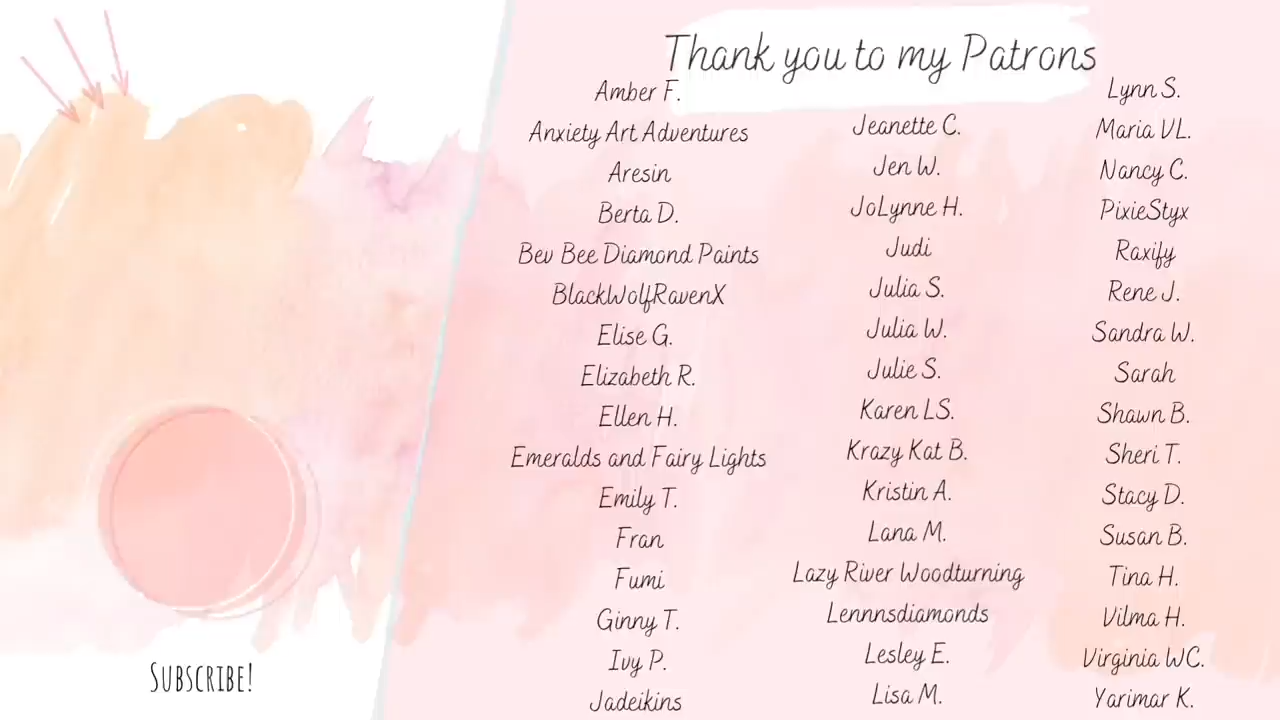 Thank you to my Patrons
Amber F.
Anxiety Art Adventures
Aresin
Berta D.
Bev Bee Diamond Paints
BlackWolfRavenX
Elise G.
Elizabeth R.
Ellen H.
Emeralds and Fairy Lights
Emily T.
Fran
Fumi
Ginny T.
Ivy P.
Jadeikins
Jeanette C.
Jen W.
JoLynne H.
Judi
Julia S.
Julia W.
Julie S.
Karen LS.
Krazy Kat B.
Kristin A.
Lana M.
Lazy River Woodturning
Lennnsdiamonds
Lesley E.
Lisa M.
Lynn S.
Maria VL.
Nancy C.
PixieStyx
Raxify
Rene J.
Sandra W.
Sarah
Shawn B.
Sheri T.
Stacy D.
Susan B.
Tina H.
Vilma H.
Virginia WC.
Yarimar K.
Subscribe!